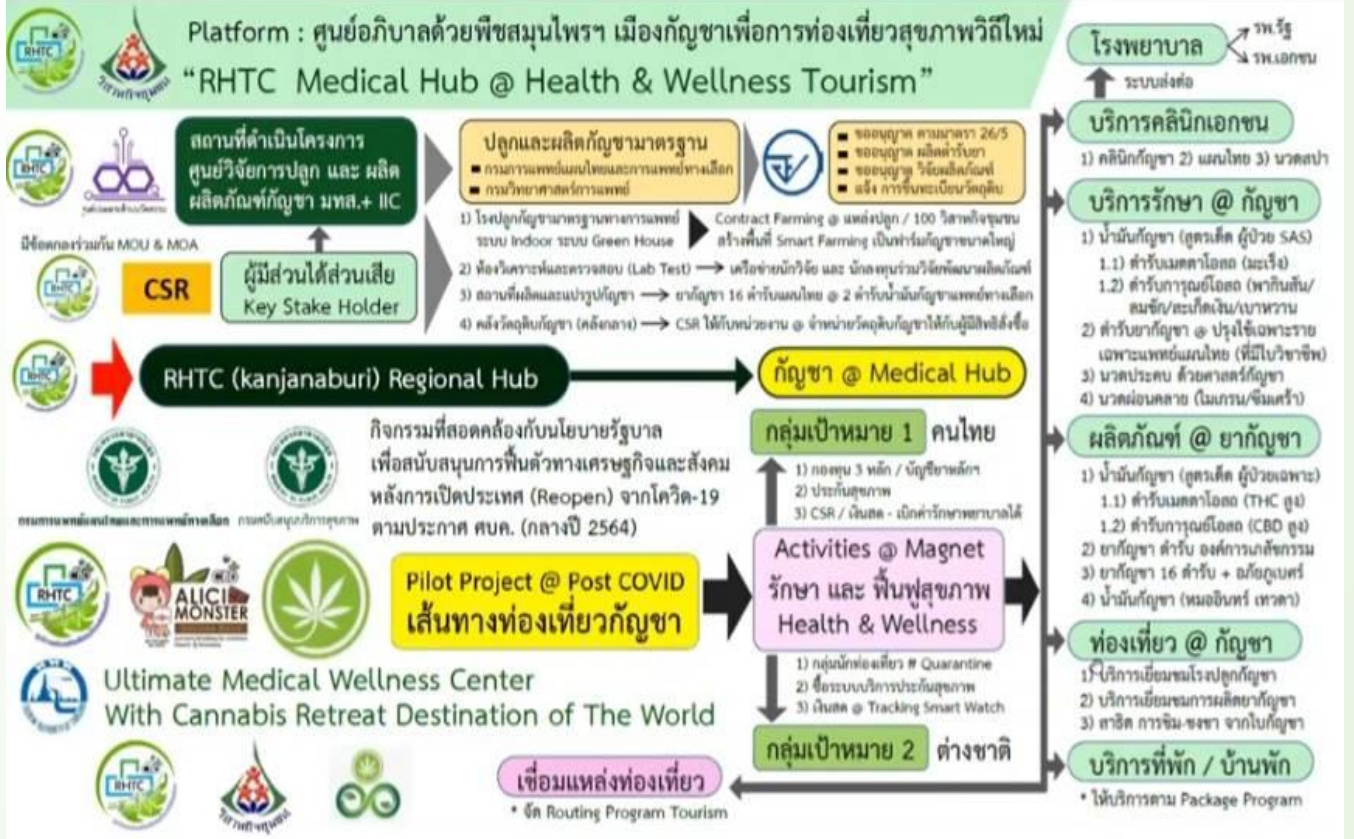 Platform : ศูนย์อภิบาลด้วยพืชสมุนไพรฯ เมืองกัญชาเพื่อการท่องเที่ยวสุขภาพวิถีใหม่
“RHTC Medical Hub @ Health & Wellness Tourism”
RHTC
วิสาหกิจชุมชน
RHTC
สถานที่ดำเนินโครงการ
ศูนย์วิจัยการปลูก และ ผลิต
ผลิตภัณฑ์กัญชา มทส.+ IIC
ปลูกและผลิตกัญชามาตรฐาน
▪ กรมการแพทย์แผนไทยและการแพทย์ทางเลือก
▪ กรมวิทยาศาสตร์การแพทย์
▪ ขออนุญาต ตามมาตรา 26/5
▪ ขออนุญาต ผลิตตำรับยา
▪ ขออนุญาต วิจัยผลิตภัณฑ์
▪ แจ้ง การขึ้นทะเบียนวัตถุดิบ
มีข้อตกลงร่วมกัน MOU & MOA
RHTC
CSR
ผู้มีส่วนได้ส่วนเสีย
Key Stake Holder
1) โรงปลูกกัญชามาตรฐานทางการแพทย์
ระบบ Indoor ระบบ Green House
Contract Farming @ แหล่งปลูก / 100 วิสาหกิจชุมชน
สร้างพื้นที่ Smart Farming เป็นฟาร์มกัญชาขนาดใหญ่
2) ห้องวิเคราะห์และตรวจสอบ (Lab Test) → เครือข่ายนักวิจัย และ นักลงทุนร่วมวิจัยพัฒนาผลิตภัณฑ์
3) สถานที่ผลิตและแปรรูปกัญชา → ยากัญชา 16 ตำรับแผนไทย @ 2 ตำรับน้ำมันกัญชาแพทย์ทางเลือก
4) คลังวัตถุดิบกัญชา (คลังกลาง) → CSR ให้กับหน่วยงาน @ จำหน่ายวัตถุดิบกัญชาให้กับผู้มีสิทธิสั่งซื้อ
RHTC
RHTC (kanjanaburi) Regional Hub
กัญชา @ Medical Hub
กรมการแพทย์แผนไทยและการแพทย์ทางเลือก
กรมสนับสนุนบริการสุขภาพ
กิจกรรมที่สอดคล้องกับนโยบายรัฐบาล
เพื่อสนับสนุนการฟื้นตัวทางเศรษฐกิจและสังคม
หลังการเปิดประเทศ (Reopen) จากโควิด-19
ตามประกาศ ศบค. (กลางปี 2564)
กลุ่มเป้าหมาย 1 คนไทย
1) กองทุน 3 หลัก / บัญชียาหลักฯ
2) ประกันสุขภาพ
3) CSR / เงินสด - เบิกค่ารักษาพยาบาลได้
RHTC
ALICI
MONSTER
Pilot Project @ Post COVID
เส้นทางท่องเที่ยวกัญชา
Activities @ Magnet
รักษา และ ฟื้นฟูสุขภาพ
Health & Wellness
1) กลุ่มนักท่องเที่ยว # Quarantine
2) ซื้อระบบบริการประกันสุขภาพ
3) เงินสด @ Tracking Smart Watch
กลุ่มเป้าหมาย 2 ต่างชาติ
Ultimate Medical Wellness Center
With Cannabis Retreat Destination of The World
RHTC
วิสาหกิจชุมชน
เชื่อมแหล่งท่องเที่ยว
* จัด Routing Program Tourism
โรงพยาบาล
รพ.รัฐ
รพ.เอกชน
ระบบส่งต่อ
บริการคลินิกเอกชน
1) คลินิกกัญชา 2) แผนไทย 3) นวดสปา
บริการรักษา @ กัญชา
1) น้ำมันกัญชา (สูตรเด็ด ผู้ป่วย SAS)
1.1) ตำรับเมตตาโอสถ (มะเร็ง)
1.2) ตำรับการุณย์โอสถ (พากินสัน/
ลมชัก/สะเก็ดเงิน/เบาหวาน
2) ตำรับยากัญชา @ ปรุงใช้เฉพาะราย
เฉพาะแพทย์แผนไทย (ที่มีใบวิชาชีพ)
3) นวดประคบ ด้วยศาสตร์กัญชา
4) นวดผ่อนคลาย (ไมเกรน/ซึมเศร้า)
ผลิตภัณฑ์ @ ยากัญชา
1) น้ำมันกัญชา (สูตรเด็ด ผู้ป่วยเฉพาะ)
1.1) ตำรับเมตตาโอสถ (THC สูง)
1.2) ตำรับการุณย์โอสถ (CBD สูง)
2) ยากัญชา ตำรับ องค์การเภสัชกรรม
3) ยากัญชา 16 ตำรับ + อภัยภูเบศร์
4) น้ำมันกัญชา (หมออินทร์ เทวดา)
ท่องเที่ยว @ กัญชา
1) บริการเยี่ยมชมโรงปลูกกัญชา
2) บริการเยี่ยมชมการผลิตยากัญชา
3) สาธิต การชิม-ชงชา จากใบกัญชา
บริการที่พัก / บ้านพัก
* ให้บริการตาม Package Program